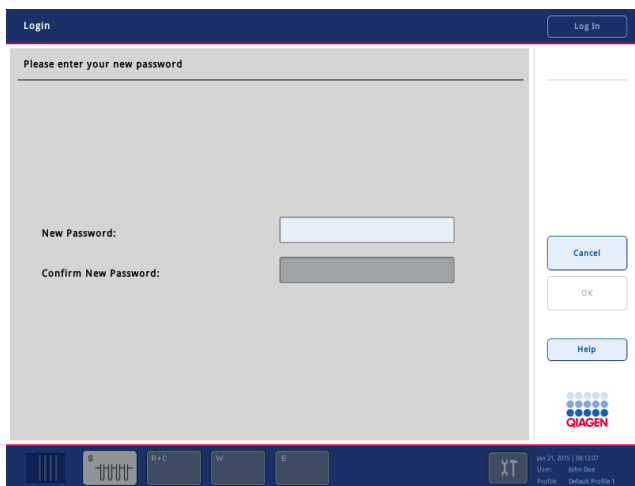 Login
Log In
Please enter your new password
New Password:
Confirm New Password:
Cancel
OK
Help
QIAGEN
S
R+C
W
E
Jan 21, 2015 | 08:12:07
User: John Doe
Profile: Default Profile 1